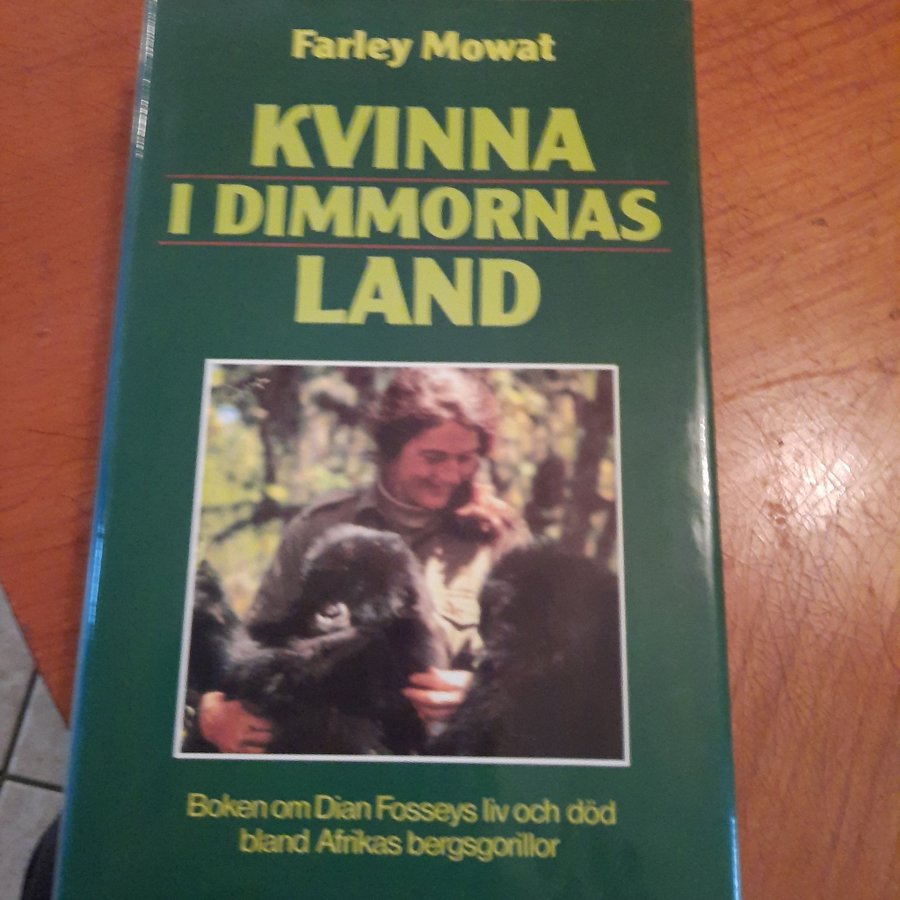 Farley Mowat
KVINNA
I DIMMORNAS
LAND
Boken om Dian Fosseys liv och död
bland Afrikas bergsgorillor